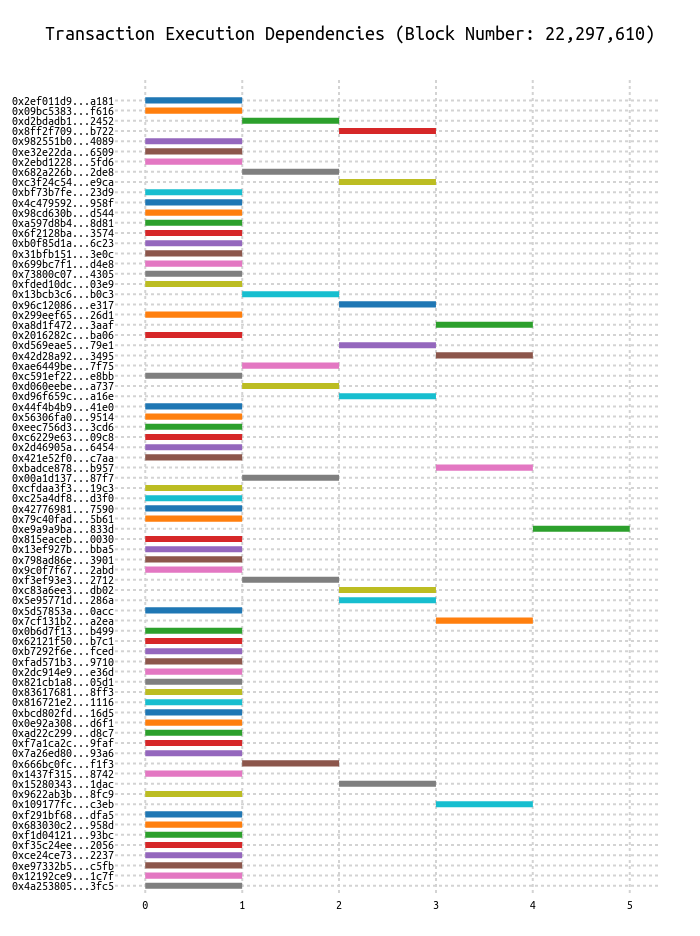 Transaction Execution Dependencies (Block Number: 22,297,610)
0x2ef011d9...a181
0x09bc5383...f616
0xd2bdadb1...2452
0x8ff2f709...b722
0x982551b0...4089
0xe32e22da...6509
0x2ebd1228...5fd6
0x682a226b...2de8
0xc3f24c54...e9ca
0xbf73b7fe...23d9
0x4c479592...958f
0x98cd630b...d544
0xa597d8b4...8d81
0x6f2128ba...3574
0xb0f85d1a...6c23
0x31bfb151...3e0c
0x699bc7f1...d4e8
0x73800c07...4305
0xfded10dc...03e9
0x13bcb3c6...b0c3
0x96c12086...e317
0x299eef65...26d1
0xa8d1f472...3aaf
0x2016282c...ba06
0xd569eae5...79e1
0x42d28a92...3495
0xae6449be...7f75
0xc591ef22...e8bb
0xd060eebe...a737
0xd96f659c...a16e
0x44f4b4b9...41e0
0x56306fa0...9514
0xeec756d3...3cd6
0xc6229e63...09c8
0x2d46905a...6454
0x421e52f0...c7aa
0xbadce878...b957
0x00a1d137...87f7
0xcfdaa3f3...19c3
0xc25a4df8...d3f0
0x42776981...7590
0x79c40fad...5b61
0xe9a9a9ba...833d
0x815eaceb...0030
0x13ef927b...bba5
0x798ad86e...3901
0x9c0f7f67...2abd
0xf3ef93e3...2712
0xc83a6ee3...db02
0x5e95771d...286a
0x5d57853a...0acc
0x7cf131b2...a2ea
0x0b6d7f13...b499
0x62121f50...b7c1
0xb7292f6e...fced
0xfad571b3...9710
0x2dc914e9...e36d
0x821cb1a8...05d1
0x83617681...8ff3
0x816721e2...1116
0xbcd802fd...16d5
0x0e92a308...d6f1
0xad22c299...d8c7
0xf7a1ca2c...9faf
0x7a26ed80...93a6
0x666bc0fc...f1f3
0x1437f315...8742
0x15280343...1dac
0x9622ab3b...8fc9
0x109177fc...c3eb
0xf291bf68...dfa5
0x683030c2...958d
0xf1d04121...93bc
0xf35c24ee...2056
0xce24ce73...2237
0xe97332b5...c5fb
0x12192ce9...1c7f
0x4a253805...3fc5
0 1 2 3 4 5